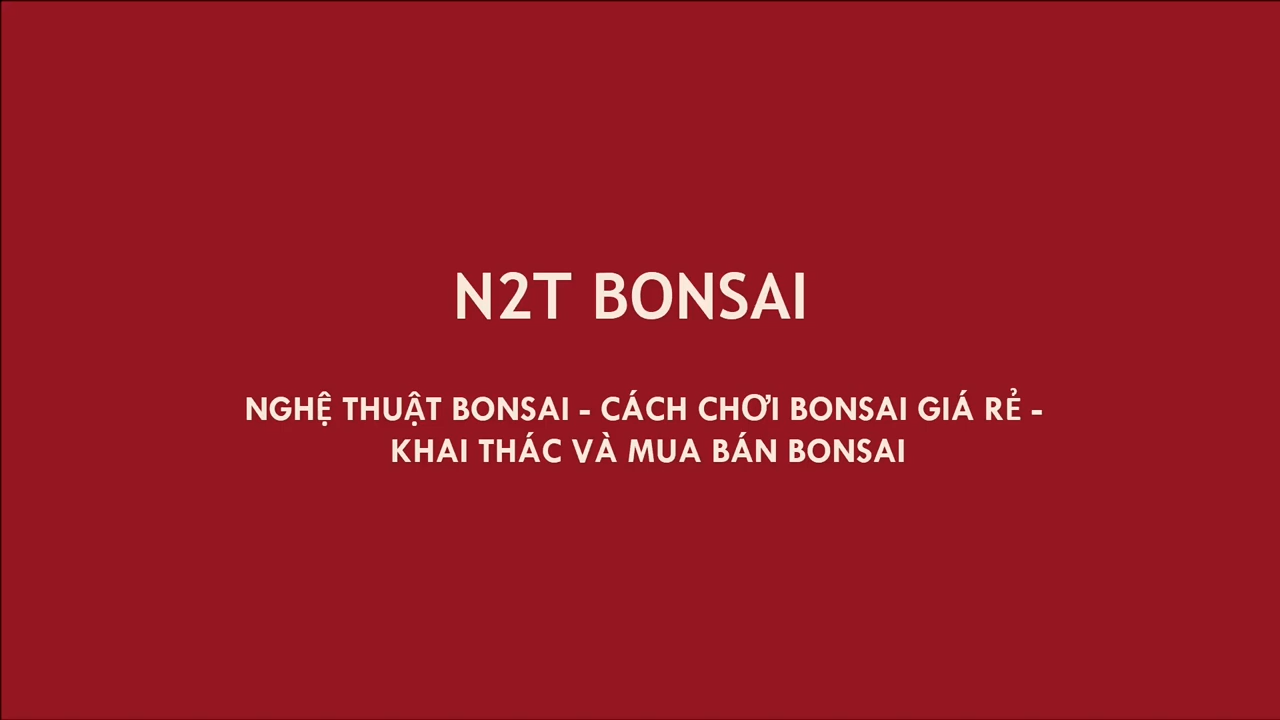 N2T BONSAI
NGHỆ THUẬT BONSAI - CÁCH CHƠI BONSAI GIÁ RẺ -
KHAI THÁC VÀ MUA BÁN BONSAI